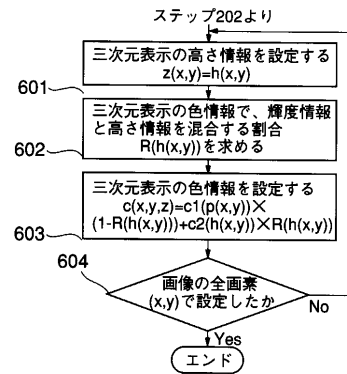 ステップ202より
三次元表示の高さ情報を設定する
z(x,y)=h(x,y)
601
三次元表示の色情報で、輝度情報
と高さ情報を混合する割合
R(h(x,y))を求める
602
三次元表示の色情報を設定する
c(x,y,z)=c1(p(x,y))×
(1-R(h(x,y)))+c2(h(x,y))×R(h(x,y))
603
604
画像の全画素
(x,y)で設定したか
No
Yes
エンド